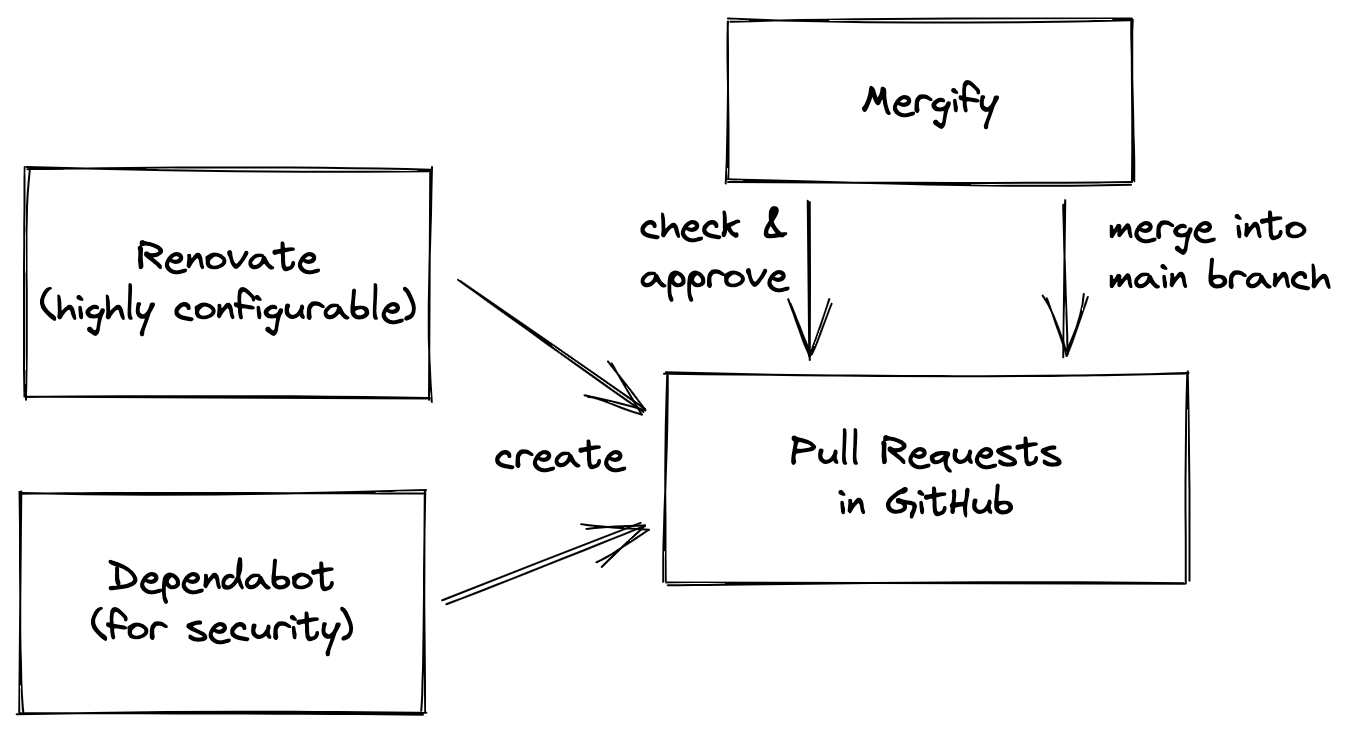 Mergify
check &
approve
merge into
main branch
Renovate
(highly configurable)
create
Pull Requests
in GitHub
Dependabot
(for security)